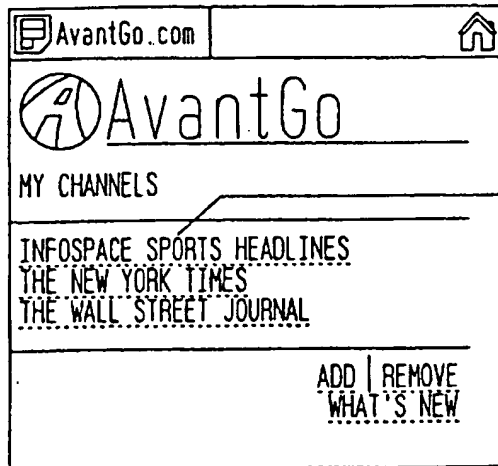 AvantGo.com
AvantGo
MY CHANNELS
INFOSPACE SPORTS HEADLINES
THE NEW YORK TIMES
THE WALL STREET JOURNAL
ADD | REMOVE
WHAT'S NEW